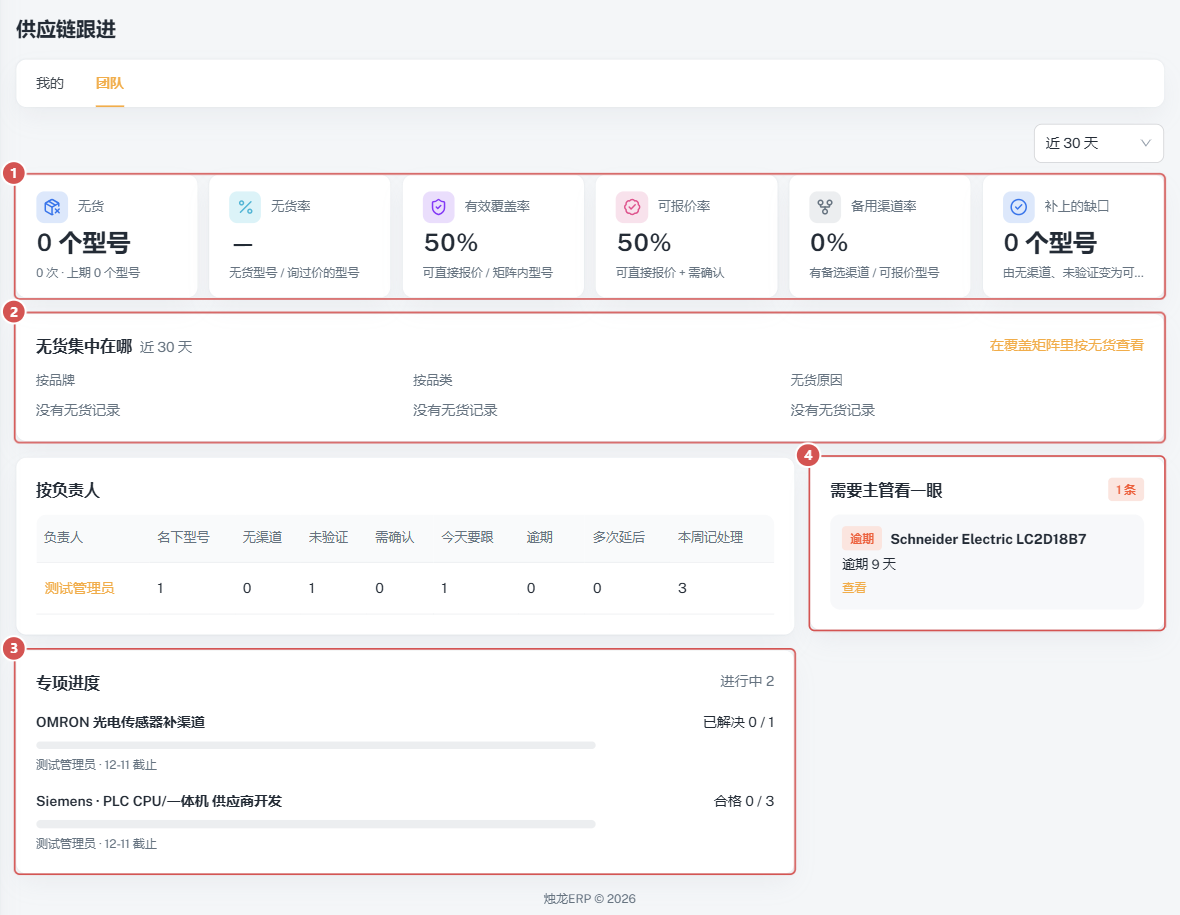 供应链跟进
我的 团队
近 30 天
1
无货 无货率 有效覆盖率 可报价率 备用渠道率 补上的缺口
0 个型号 — 50% 50% 0% 0 个型号
0 次 · 上期 0 个型号 无货型号 / 询过价的型号 可直接报价 / 矩阵内型号 可直接报价 + 需确认 有备选渠道 / 可报价型号 由无渠道、未验证变为可...
2
无货集中在哪 近 30 天 在覆盖矩阵里按无货查看
按品牌 按品类 无货原因
没有无货记录 没有无货记录 没有无货记录
按负责人
负责人 名下型号 无渠道 未验证 需确认 今天要跟 逾期 多次延后 本周记处理
测试管理员 1 0 1 0 1 0 0 3
4
需要主管看一眼 1 条
逾期 Schneider Electric LC2D18B7
逾期 9 天
查看
3
专项进度 进行中 2
OMRON 光电传感器补渠道 已解决 0 / 1
测试管理员 · 12-11 截止
Siemens · PLC CPU/一体机 供应商开发 合格 0 / 3
测试管理员 · 12-11 截止
烛龙ERP © 2026